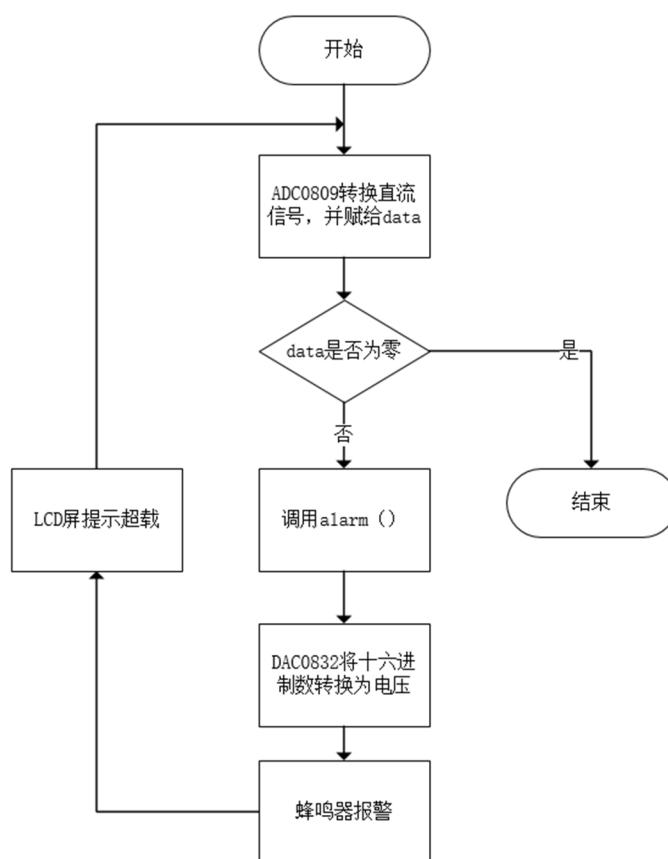 开始
ADC0809转换直流
信号，并赋给data
data是否为零
是
否
LCD屏提示超载
调用alarm（）
结束
DAC0832将十六进
制数转换为电压
蜂鸣器报警